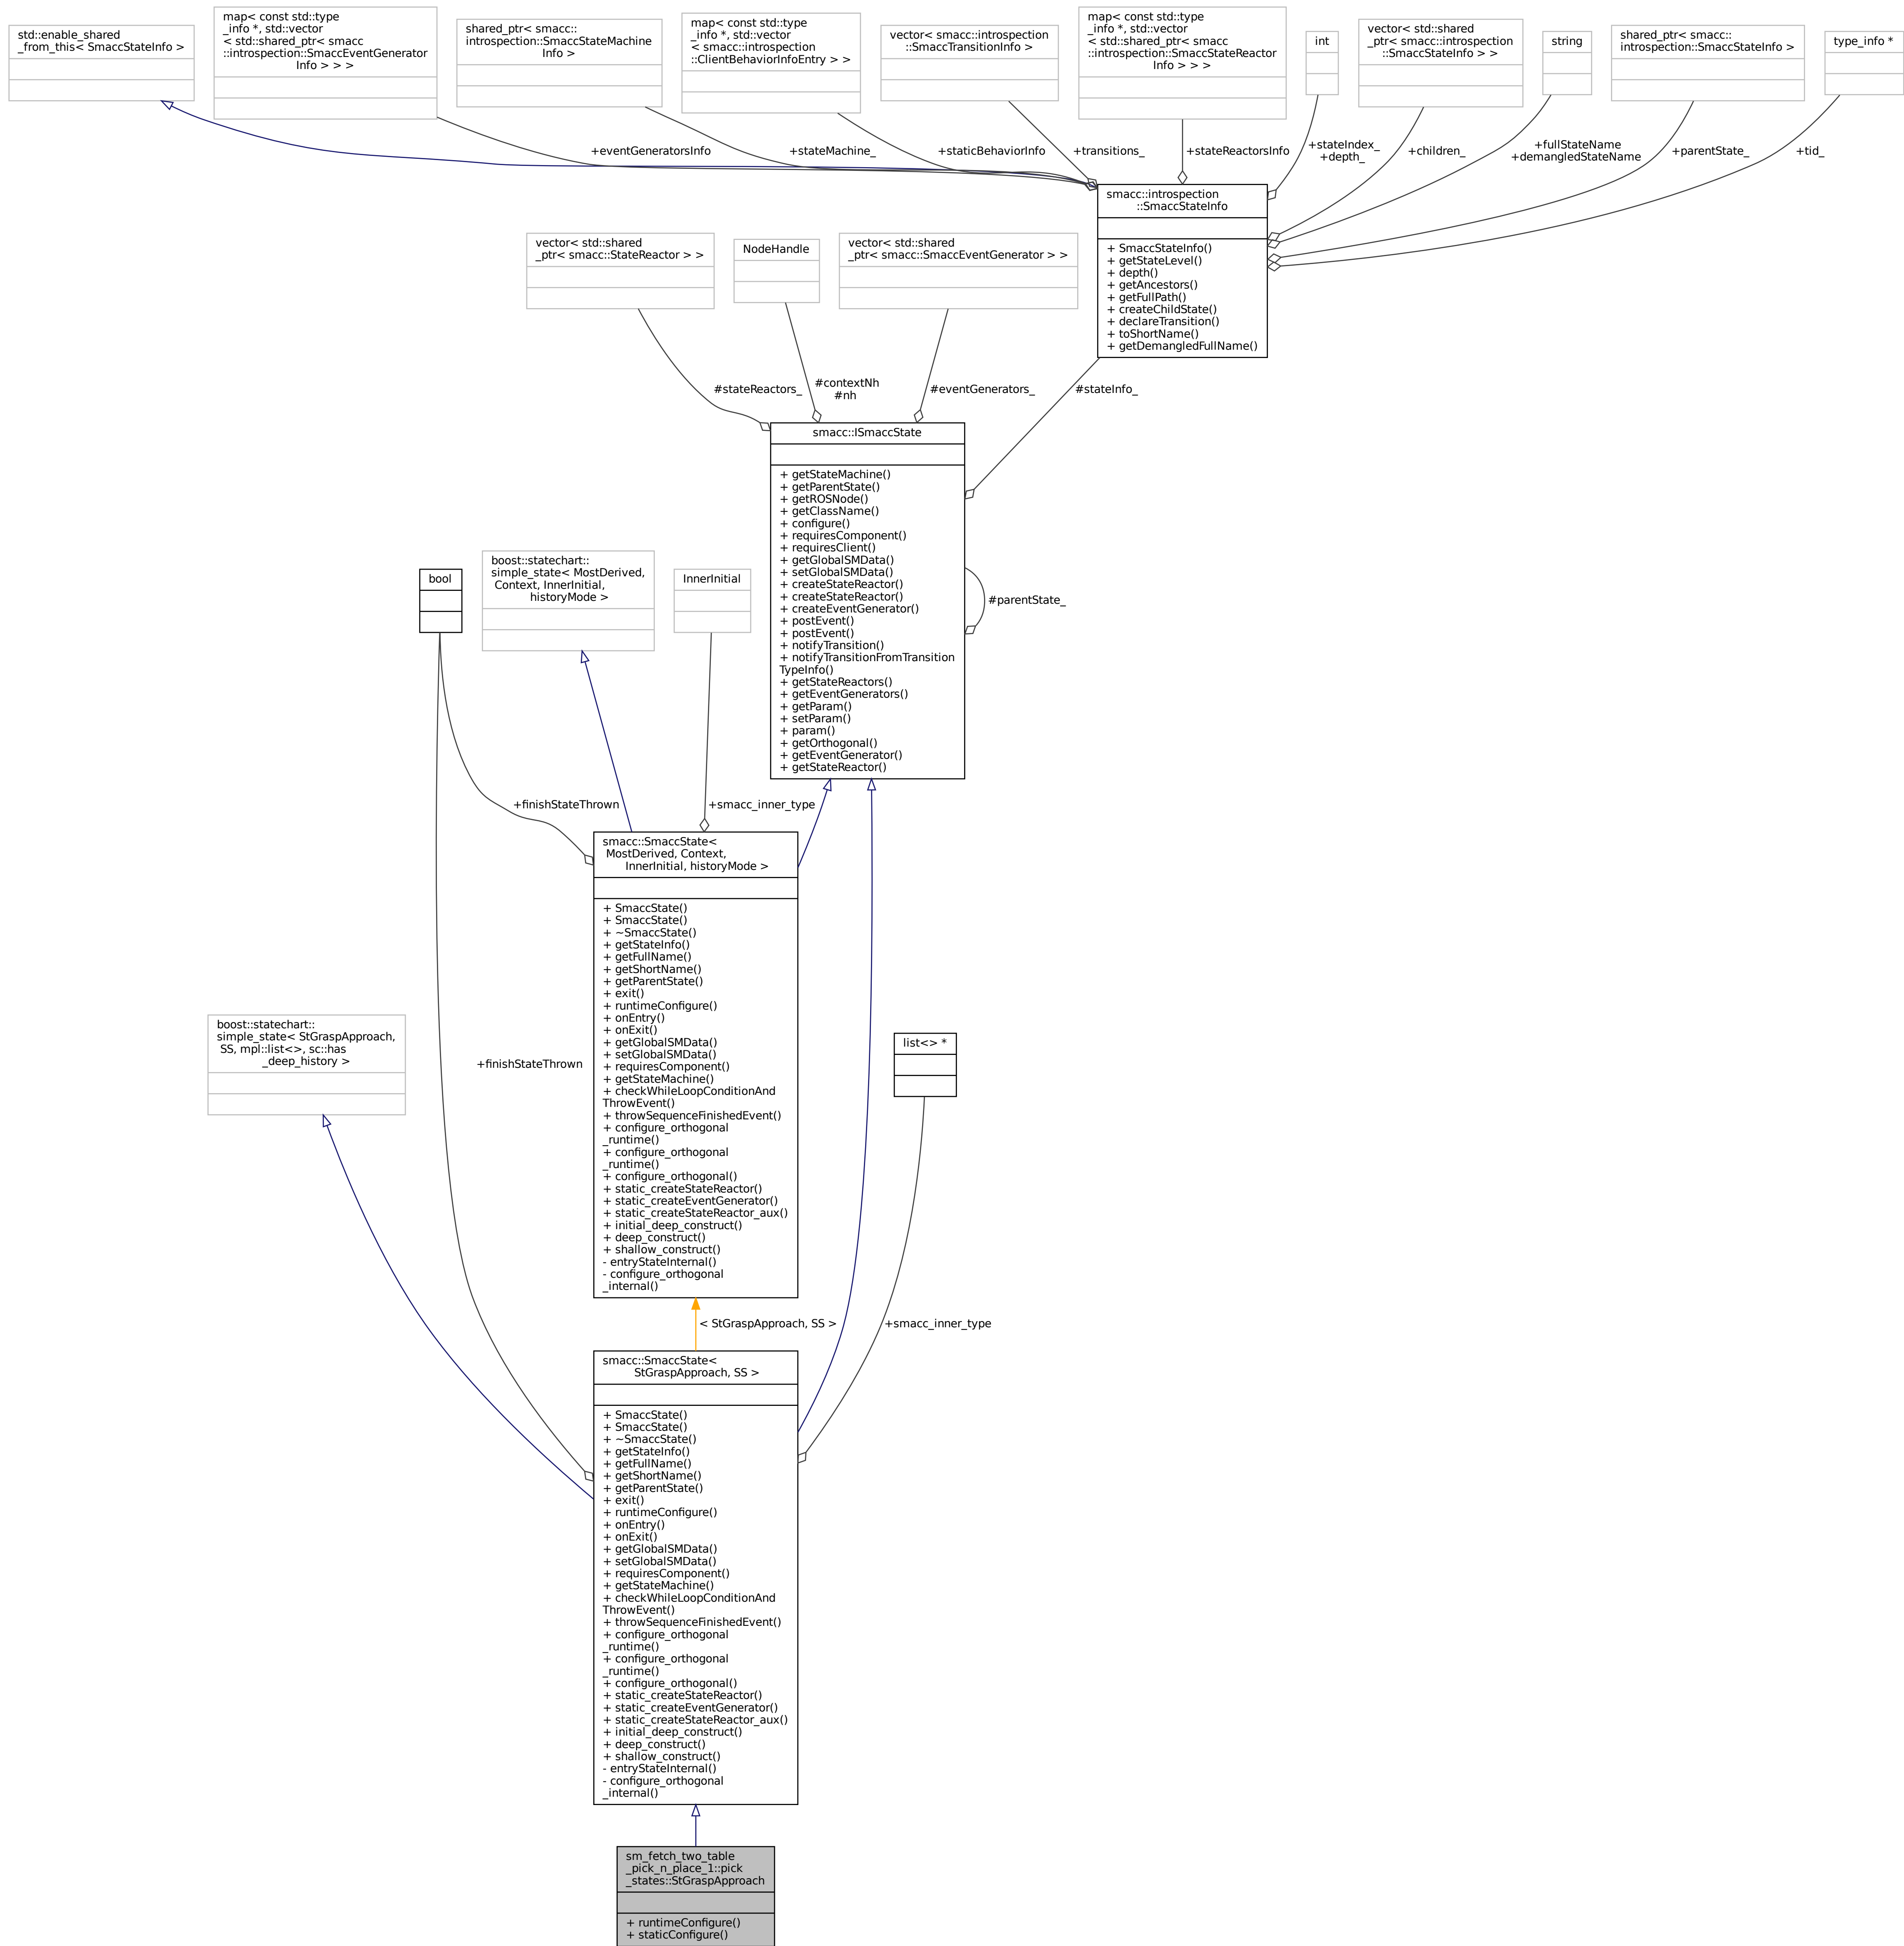 std::enable_shared
_from_this< SmaccStateInfo >
map< const std::type
_info *, std::vector
< std::shared_ptr< smacc
::introspection::SmaccEventGenerator
Info > > >
shared_ptr< smacc::
introspection::SmaccStateMachine
Info >
map< const std::type
_info *, std::vector
< smacc::introspection
::ClientBehaviorInfoEntry > >
vector< smacc::introspection
::SmaccTransitionInfo >
map< const std::type
_info *, std::vector
< std::shared_ptr< smacc
::introspection::SmaccStateReactor
Info > > >
int
vector< std::shared
_ptr< smacc::introspection
::SmaccStateInfo > >
string
shared_ptr< smacc::
introspection::SmaccStateInfo >
type_info *
+eventGeneratorsInfo
+stateMachine_
+staticBehaviorInfo
+transitions_
+stateReactorsInfo
+stateIndex_
+depth_
+children_
+fullStateName
+demangledStateName
+parentState_
+tid_
smacc::introspection
::SmaccStateInfo
+ SmaccStateInfo()
+ getStateLevel()
+ depth()
+ getAncestors()
+ getFullPath()
+ createChildState()
+ declareTransition()
+ toShortName()
+ getDemangledFullName()
vector< std::shared
_ptr< smacc::StateReactor > >
NodeHandle
vector< std::shared
_ptr< smacc::SmaccEventGenerator > >
#stateReactors_
#contextNh
#nh
#eventGenerators_
#stateInfo_
smacc::ISmaccState
+ getStateMachine()
+ getParentState()
+ getROSNode()
+ getClassName()
+ configure()
+ requiresComponent()
+ requiresClient()
+ getGlobalSMData()
+ setGlobalSMData()
+ createStateReactor()
+ createStateReactor()
+ createEventGenerator()
+ postEvent()
+ postEvent()
+ notifyTransition()
+ notifyTransitionFromTransition
TypeInfo()
+ getStateReactors()
+ getEventGenerators()
+ getParam()
+ setParam()
+ param()
+ getOrthogonal()
+ getEventGenerator()
+ getStateReactor()
#parentState_
bool
boost::statechart::
simple_state< MostDerived,
Context, InnerInitial,
historyMode >
InnerInitial
+finishStateThrown
+smacc_inner_type
smacc::SmaccState<
MostDerived, Context,
InnerInitial, historyMode >
+ SmaccState()
+ SmaccState()
+ ~SmaccState()
+ getStateInfo()
+ getFullName()
+ getShortName()
+ getParentState()
+ exit()
+ runtimeConfigure()
+ onEntry()
+ onExit()
+ getGlobalSMData()
+ setGlobalSMData()
+ requiresComponent()
+ getStateMachine()
+ checkWhileLoopConditionAnd
ThrowEvent()
+ throwSequenceFinishedEvent()
+ configure_orthogonal
_runtime()
+ configure_orthogonal
_runtime()
+ configure_orthogonal()
+ static_createStateReactor()
+ static_createEventGenerator()
+ static_createStateReactor_aux()
+ initial_deep_construct()
+ deep_construct()
+ shallow_construct()
- entryStateInternal()
- configure_orthogonal
_internal()
boost::statechart::
simple_state< StGraspApproach,
SS, mpl::list<>, sc::has
_deep_history >
+finishStateThrown
list<> *
< StGraspApproach, SS >
+smacc_inner_type
smacc::SmaccState<
StGraspApproach, SS >
+ SmaccState()
+ SmaccState()
+ ~SmaccState()
+ getStateInfo()
+ getFullName()
+ getShortName()
+ getParentState()
+ exit()
+ runtimeConfigure()
+ onEntry()
+ onExit()
+ getGlobalSMData()
+ setGlobalSMData()
+ requiresComponent()
+ getStateMachine()
+ checkWhileLoopConditionAnd
ThrowEvent()
+ throwSequenceFinishedEvent()
+ configure_orthogonal
_runtime()
+ configure_orthogonal
_runtime()
+ configure_orthogonal()
+ static_createStateReactor()
+ static_createEventGenerator()
+ static_createStateReactor_aux()
+ initial_deep_construct()
+ deep_construct()
+ shallow_construct()
- entryStateInternal()
- configure_orthogonal
_internal()
sm_fetch_two_table
_pick_n_place_1::pick
_states::StGraspApproach
+ runtimeConfigure()
+ staticConfigure()